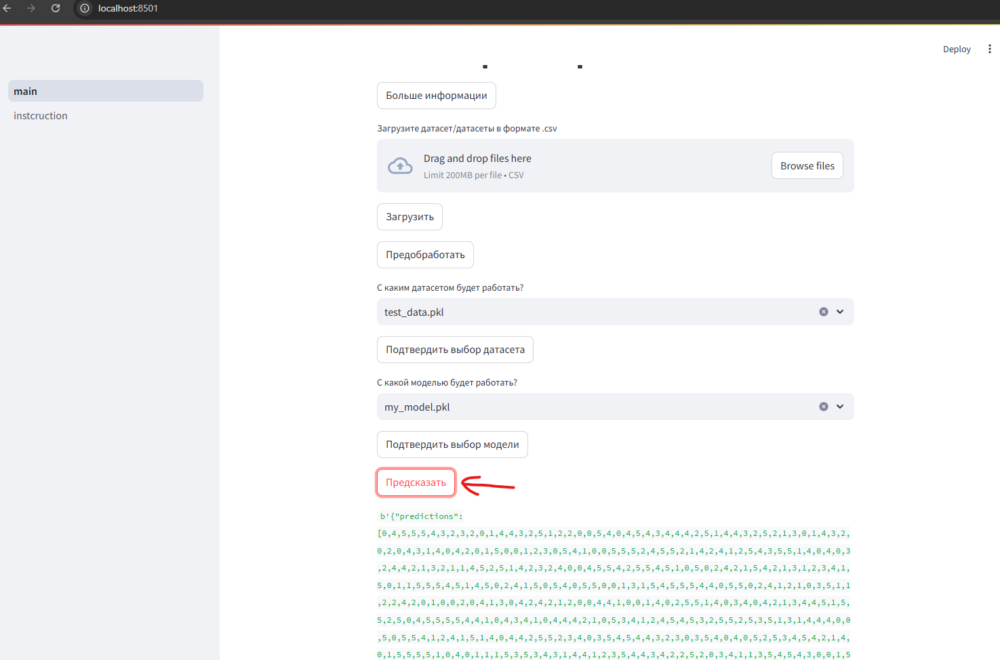 localhost:8501
Deploy
main
instcruction
Больше информации
Загрузите датасет/датасеты в формате .csv
Drag and drop files here
Limit 200MB per file • CSV
Browse files
Загрузить
Предобработать
С каким датасетом будет работать?
test_data.pkl
Подтвердить выбор датасета
С какой моделью будет работать?
my_model.pkl
Подтвердить выбор модели
Предсказать
b'{"predictions":
[0,4,5,5,5,4,3,2,3,2,0,1,4,4,3,2,5,1,2,2,0,0,5,4,0,4,5,4,3,4,4,4,2,5,1,4,4,3,2,5,2,1,3,0,1,4,3,2,
0,2,0,4,3,1,4,0,4,2,0,1,5,0,0,1,2,3,0,5,4,1,0,0,5,5,5,2,4,5,5,2,1,4,2,4,1,2,5,4,3,5,5,1,4,0,4,0,3
,2,4,4,2,1,3,2,1,1,4,5,2,5,1,4,2,3,2,4,0,0,4,5,5,4,2,5,5,4,5,1,0,5,0,2,4,2,1,5,4,2,1,3,1,2,3,4,1,
5,0,1,1,5,5,5,4,5,1,4,5,0,2,4,1,5,0,5,4,0,5,5,0,0,1,3,1,5,4,5,5,5,4,4,0,5,5,0,2,4,1,2,1,0,3,5,1,1
,2,2,4,2,0,1,0,0,2,0,4,1,3,0,4,2,4,2,1,2,0,0,4,4,1,0,0,1,4,0,2,5,5,1,4,0,3,4,0,4,2,1,3,4,4,5,1,5,
5,2,5,0,4,5,5,5,5,4,4,1,0,4,3,4,1,0,4,4,4,2,1,0,5,3,4,1,2,4,5,4,5,3,2,5,5,2,5,3,5,1,3,1,4,4,4,0,0
,5,0,5,5,4,1,2,4,1,5,1,4,0,4,4,2,5,5,2,3,4,0,3,5,4,5,4,4,3,2,3,0,3,5,4,0,4,0,5,2,5,3,4,5,4,2,1,4,
0,1,5,5,5,5,1,0,4,0,1,1,1,5,3,5,3,4,3,1,4,4,1,2,3,5,4,4,3,4,2,2,5,2,0,3,4,1,1,3,5,4,5,4,3,0,0,1,5